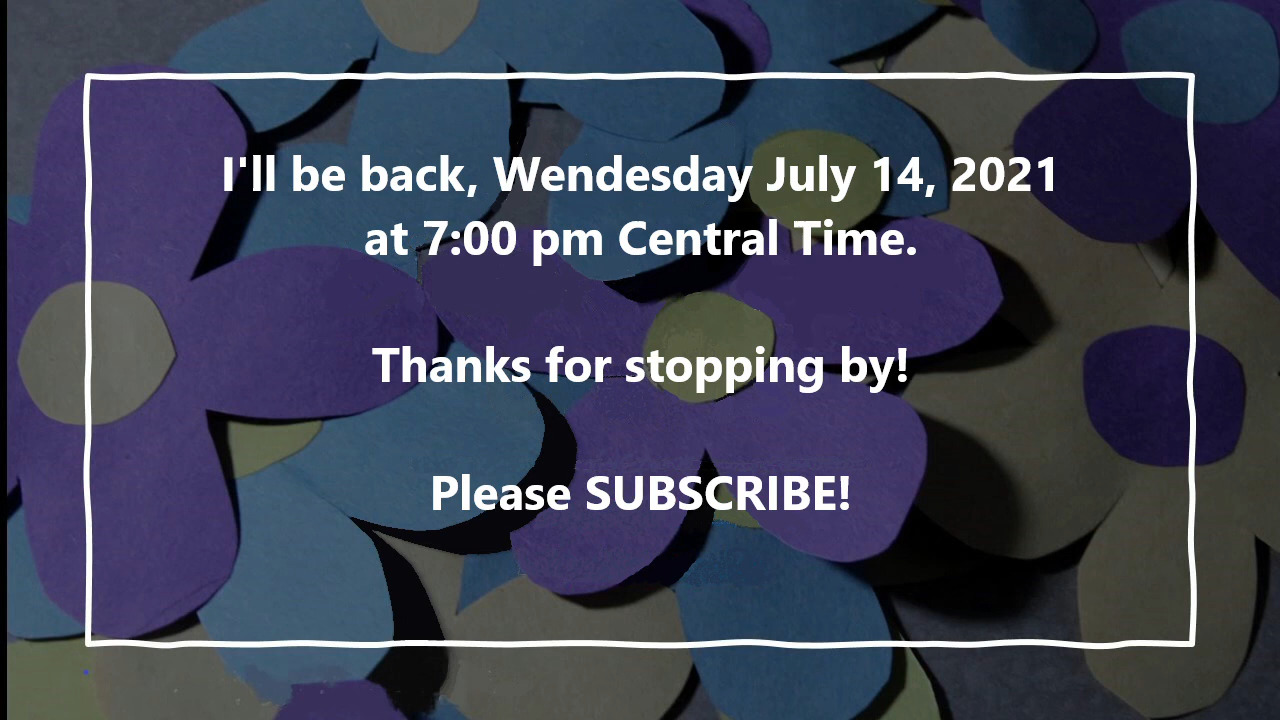 I'll be back, Wendesday July 14, 2021
at 7:00 pm Central Time.
Thanks for stopping by!
Please SUBSCRIBE!